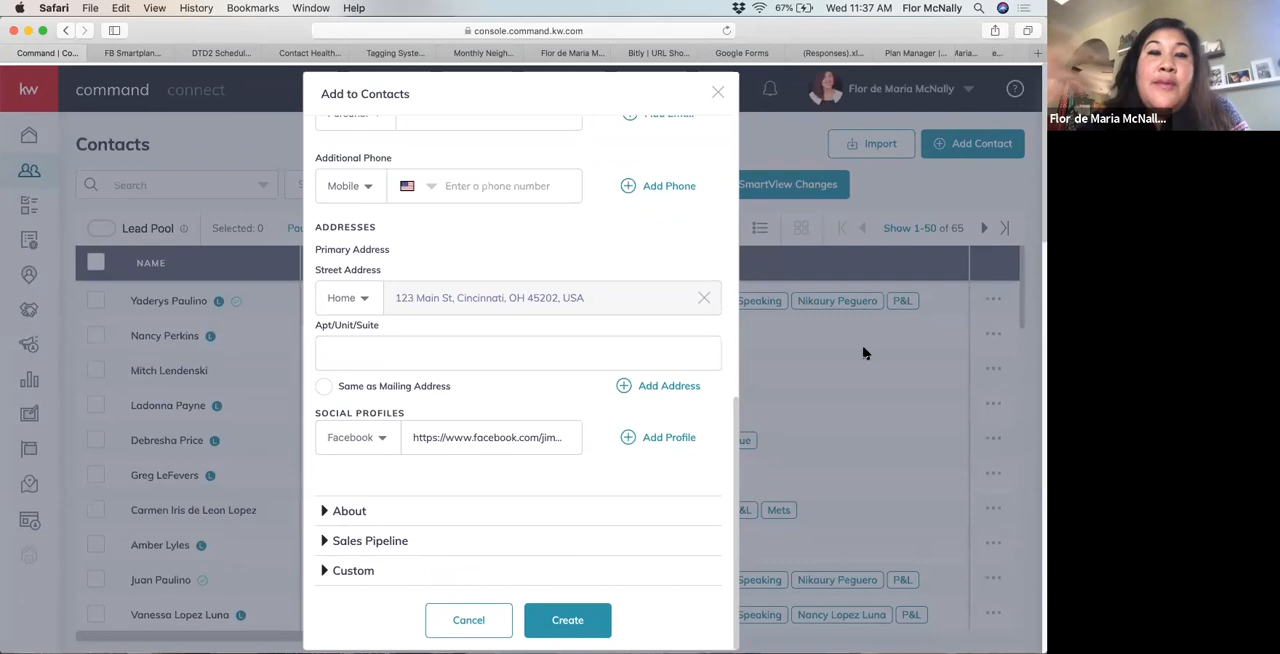 Safari File Edit View History Bookmarks Window Help 67% Wed 11:37 AM Flor McNally
console.command.kw.com
Command | Co... FB Smartplan... DTD2 Schedul... Contact Health... Tagging Syste... Monthly Neigh... Flor de Maria M... Bitly | URL Sho... Google Forms (Responses).xl... Plan Manager |... Maria... e...
kw command connect Flor de Maria McNally ?
Add to Contacts
Contacts
Import Add Contact
Search SmartView Changes
Lead Pool Selected: 0 Show 1-50 of 65
NAME
Yaderys Paulino L Speaking Nikaury Peguero P&L
Nancy Perkins L
Mitch Lendenski
Ladonna Payne L
Debresha Price L
Greg LeFevers L
Carmen Iris de Leon Lopez Mets
Amber Lyles L
Juan Paulino Speaking Nikaury Peguero P&L
Vanessa Lopez Luna L Speaking Nancy Lopez Luna P&L
Additional Phone
Mobile Enter a phone number Add Phone
ADDRESSES
Primary Address
Street Address
Home 123 Main St, Cincinnati, OH 45202, USA
Apt/Unit/Suite
Same as Mailing Address Add Address
SOCIAL PROFILES
Facebook https://www.facebook.com/jim... Add Profile
About
Sales Pipeline
Custom
Cancel Create
Flor de Maria McNall...